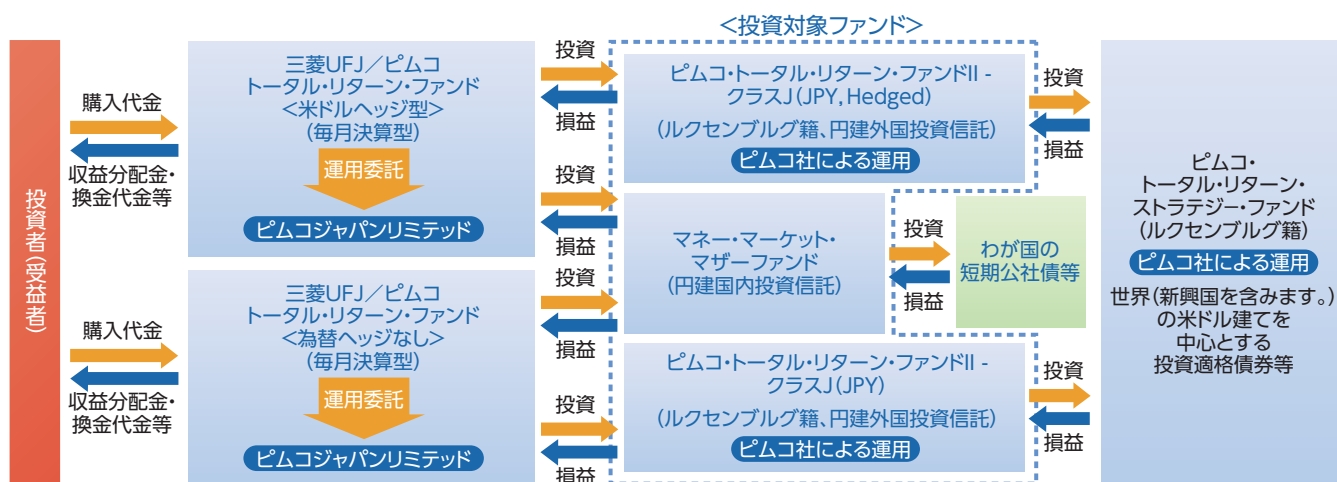 <投資対象ファンド>
投資者(受益者)
購入代金
収益分配金・
換金代金等
三菱UFJ/ピムコ
トータル・リターン・ファンド
<米ドルヘッジ型>
(毎月決算型)
運用委託
ピムコジャパンリミテッド
投資
損益
投資
損益
ピムコ・トータル・リターン・ファンドII -
クラスJ(JPY,Hedged)
(ルクセンブルグ籍、円建外国投資信託)
ピムコ社による運用
投資
損益
マネー・マーケット・
マザーファンド
(円建国内投資信託)
投資
損益
わが国の
短期公社債等
購入代金
収益分配金・
換金代金等
三菱UFJ/ピムコ
トータル・リターン・ファンド
<為替ヘッジなし>
(毎月決算型)
運用委託
ピムコジャパンリミテッド
投資
損益
投資
損益
ピムコ・トータル・リターン・ファンドII -
クラスJ(JPY)
(ルクセンブルグ籍、円建外国投資信託)
ピムコ社による運用
投資
損益
ピムコ・
トータル・リターン・
ストラテジー・ファンド
(ルクセンブルグ籍)
ピムコ社による運用
世界(新興国を含みます。)
の米ドル建てを
中心とする
投資適格債券等